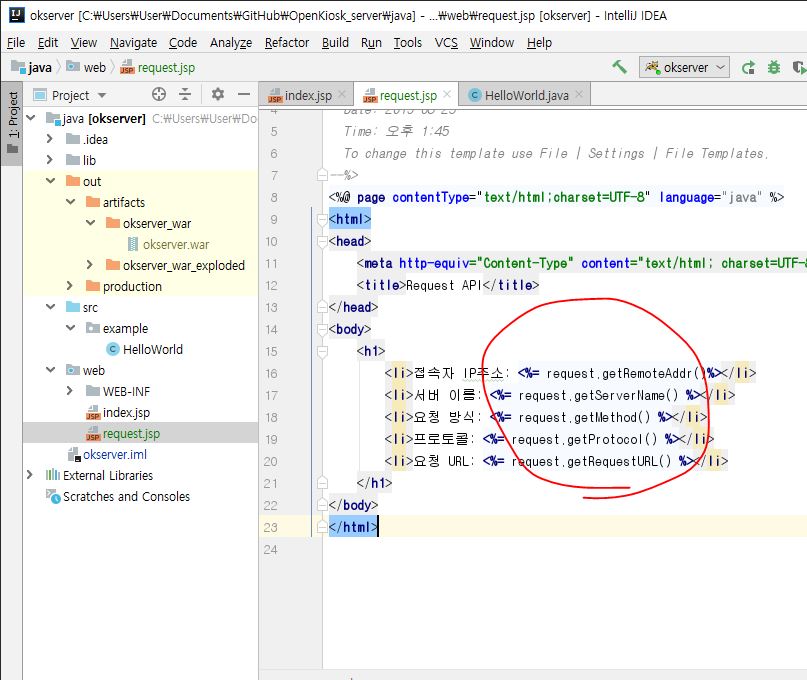 okserver [C:₩Users₩User₩Documents₩GitHub₩OpenKiosk_server₩java] - ...₩web₩request.jsp [okserver] - IntelliJ IDEA
File Edit View Navigate Code Analyze Refactor Build Run Tools VCS Window Help
java web request.jsp okserver
1: Project
Project
java [okserver] C:₩Users₩User₩Do
.idea
lib
out
artifacts
okserver_war
okserver.war
okserver_war_exploded
production
src
example
HelloWorld
web
WEB-INF
index.jsp
request.jsp
okserver.iml
External Libraries
Scratches and Consoles
index.jsp request.jsp HelloWorld.java
4
5 Time: 오후 1:45
6 To change this template use File | Settings | File Templates.
7 --%>
8 <%@ page contentType="text/html;charset=UTF-8" language="java" %>
9 <html>
10 <head>
11 <meta http-equiv="Content-Type" content="text/html; charset=UTF-8
12 <title>Request API</title>
13 </head>
14 <body>
15 <h1>
16 <li>접속자 IP주소: <%= request.getRemoteAddr()%></li>
17 <li>서버 이름: <%= request.getServerName() %></li>
18 <li>요청 방식: <%= request.getMethod() %></li>
19 <li>프로토콜: <%= request.getProtocol() %></li>
20 <li>요청 URL: <%= request.getRequestURL() %></li>
21 </h1>
22 </body>
23 </html>
24